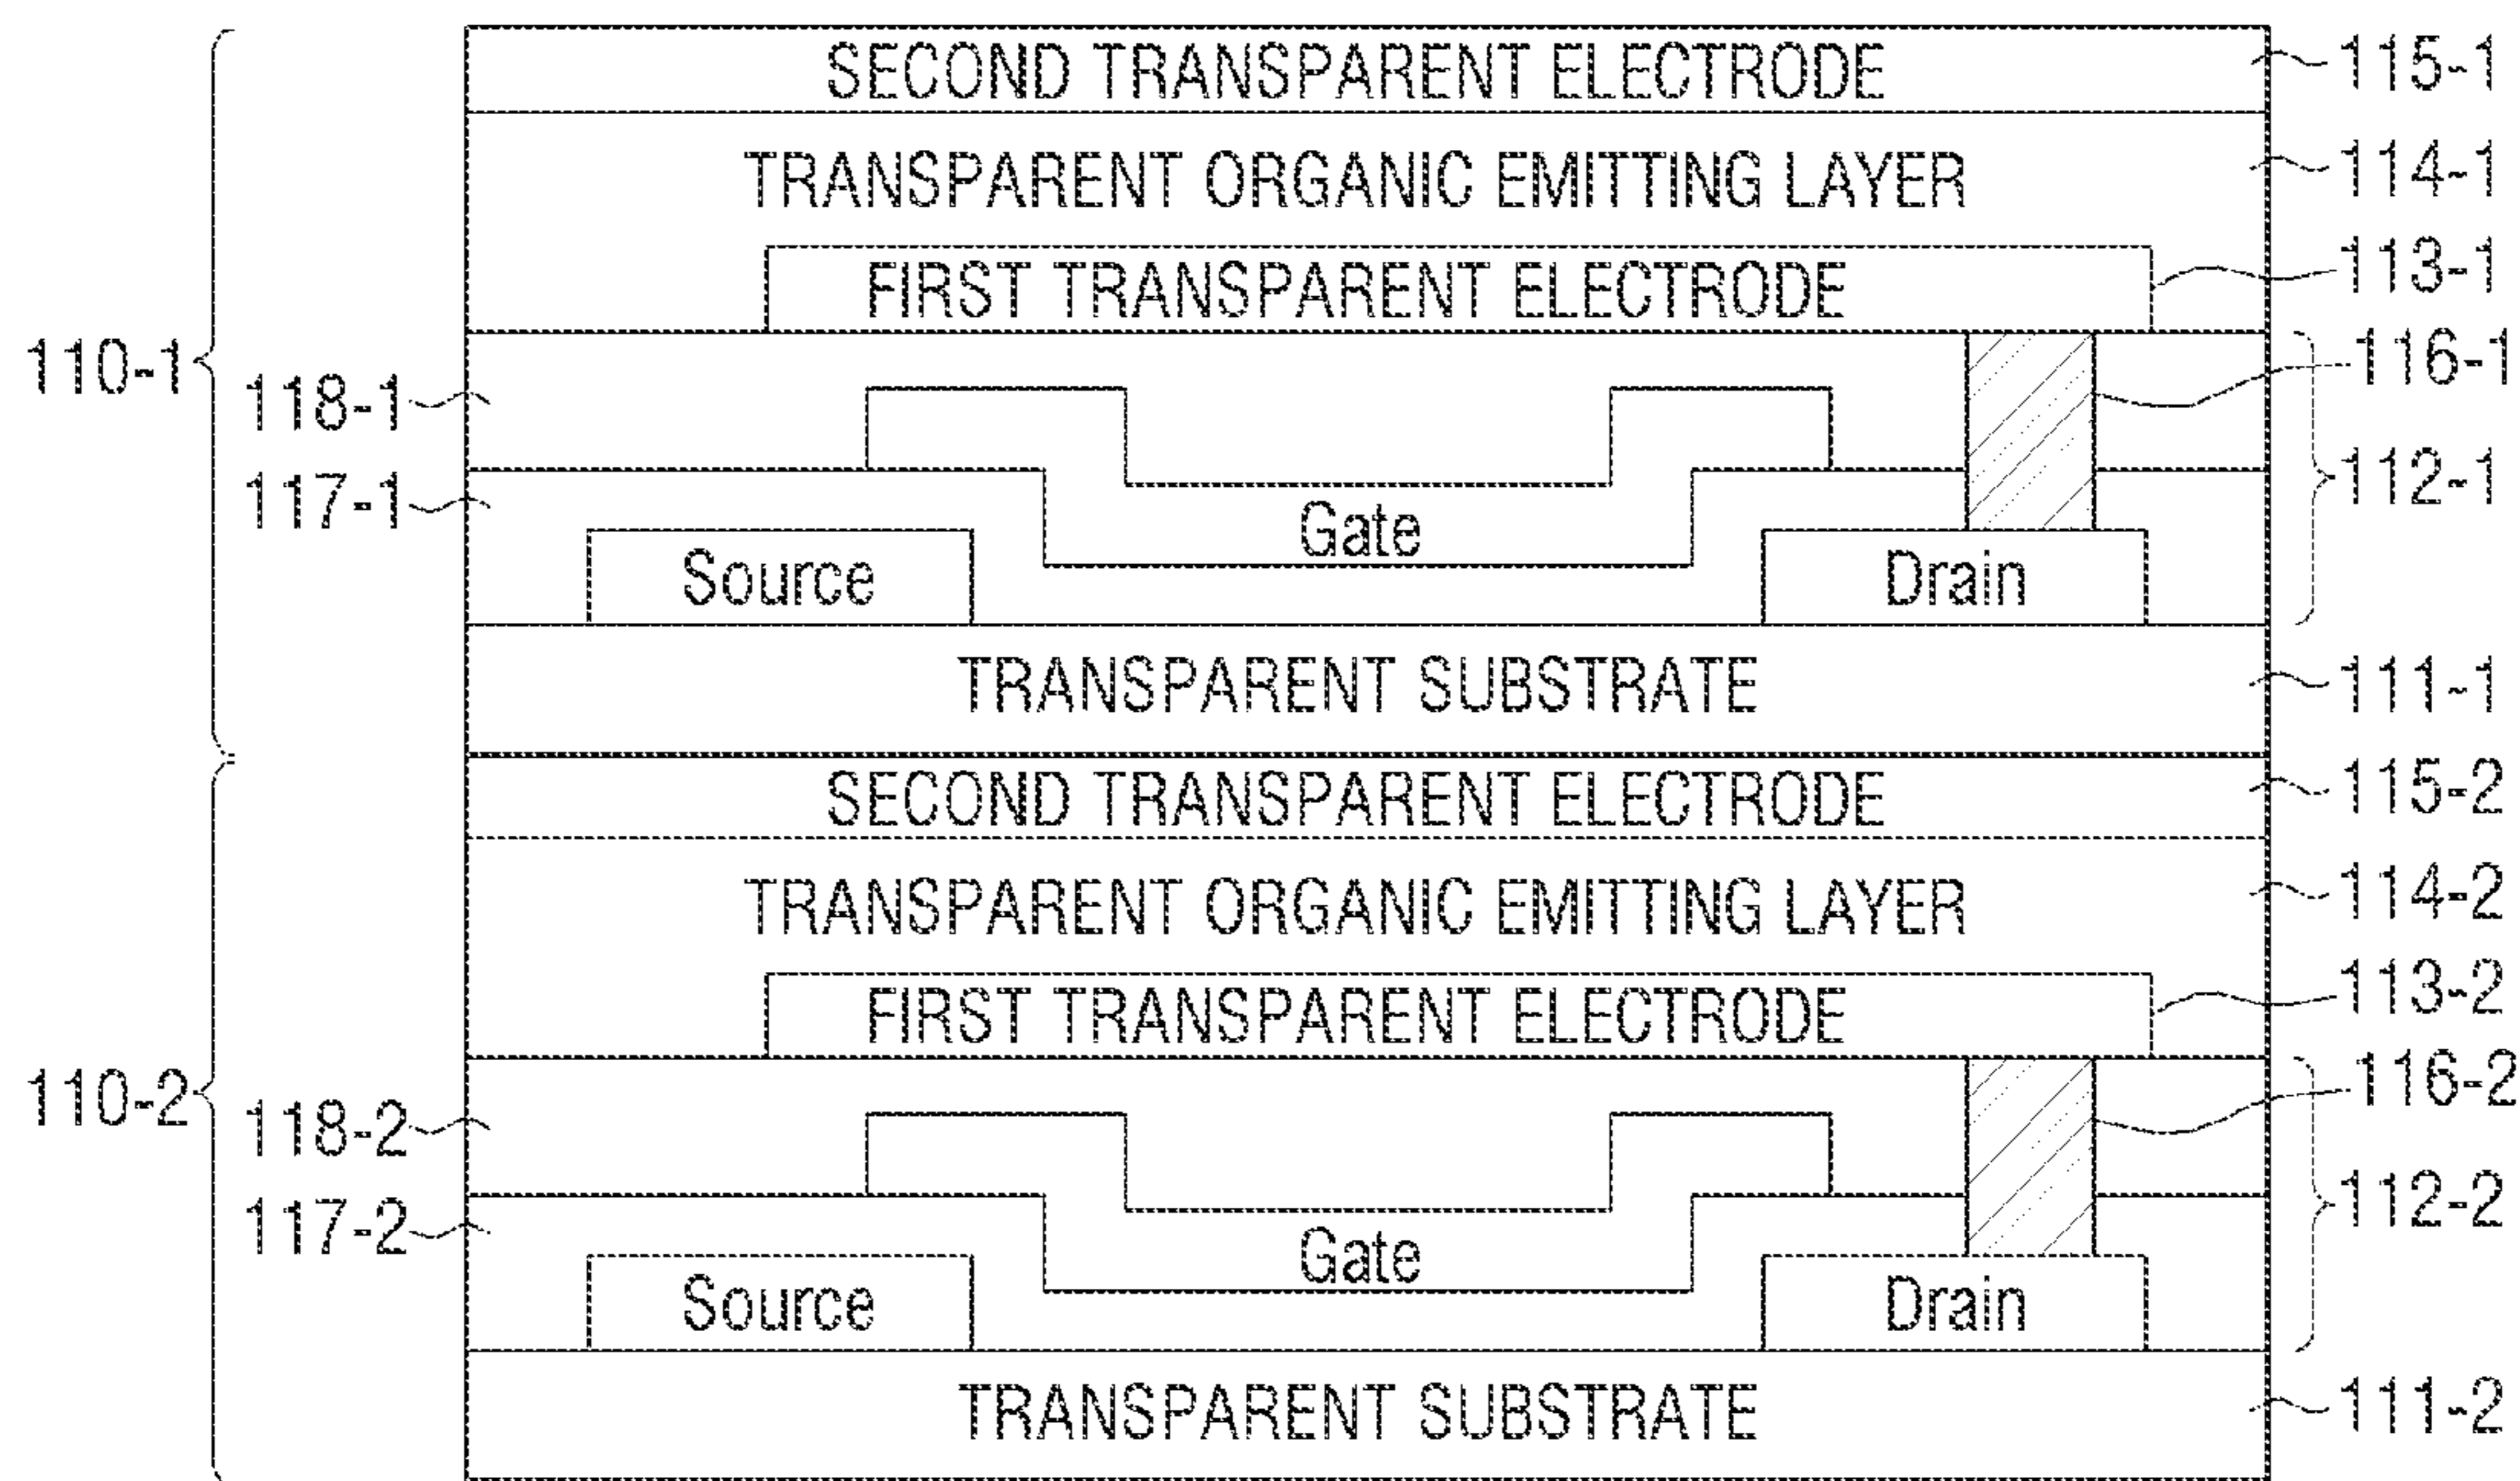 SECOND TRANSPARENT ELECTRODE 115-1
TRANSPARENT ORGANIC EMITTING LAYER 114-1
FIRST TRANSPARENT ELECTRODE 113-1
110-1 116-1
118-1
117-1 Gate 112-1
Source Drain
TRANSPARENT SUBSTRATE 111-1
SECOND TRANSPARENT ELECTRODE 115-2
TRANSPARENT ORGANIC EMITTING LAYER 114-2
FIRST TRANSPARENT ELECTRODE 113-2
110-2 116-2
118-2
117-2 Gate 112-2
Source Drain
TRANSPARENT SUBSTRATE 111-2